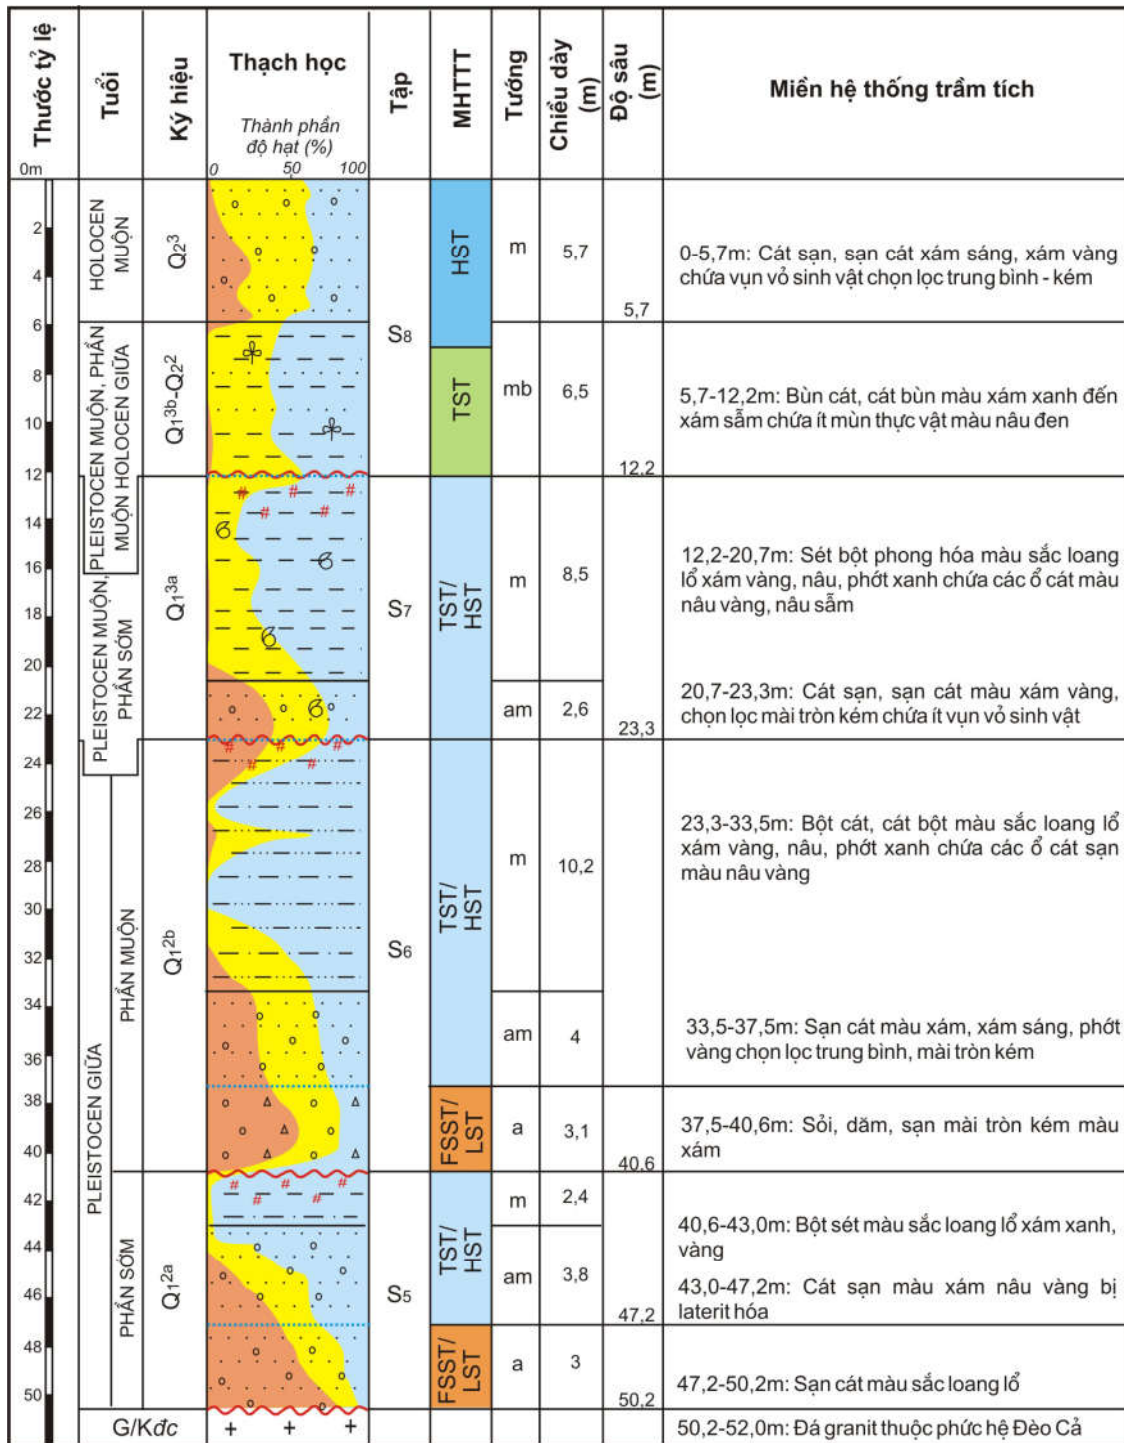 Thước tỷ lệ
Tuổi
Ký hiệu
Thạch học
Thành phần
độ hạt (%)
0 50 100
Tập
MHTTT
Tướng
Chiều dày
(m)
Độ sâu
(m)
Miền hệ thống trầm tích
0m
2
4
6
8
10
12
14
16
18
20
22
24
26
28
30
32
34
36
38
40
42
44
46
48
50
HOLOCEN
MUỘN
Q2³
HST
m
5,7
5,7
0-5,7m: Cát sạn, sạn cát xám sáng, xám vàng
chứa vụn vỏ sinh vật chọn lọc trung bình - kém
S8
PLEISTOCEN MUỘN, PHẦN
MUỘN HOLOCEN GIỮA
Q1³ᵇ-Q2²
TST
mb
6,5
12,2
5,7-12,2m: Bùn cát, cát bùn màu xám xanh đến
xám sẫm chứa ít mùn thực vật màu nâu đen
PLEISTOCEN MUỘN,
PHẦN SỚM
Q1³ᵃ
S7
TST/
HST
m
8,5
12,2-20,7m: Sét bột phong hóa màu sắc loang
lổ xám vàng, nâu, phớt xanh chứa các ổ cát màu
nâu vàng, nâu sẫm
am
2,6
23,3
20,7-23,3m: Cát sạn, sạn cát màu xám vàng,
chọn lọc mài tròn kém chứa ít vụn vỏ sinh vật
PLEISTOCEN GIỮA
PHẦN MUỘN
Q1²ᵇ
S6
TST/
HST
m
10,2
23,3-33,5m: Bột cát, cát bột màu sắc loang lổ
xám vàng, nâu, phớt xanh chứa các ổ cát sạn
màu nâu vàng
am
4
33,5-37,5m: Sạn cát màu xám, xám sáng, phớt
vàng chọn lọc trung bình, mài tròn kém
FSST/
LST
a
3,1
40,6
37,5-40,6m: Sỏi, dăm, sạn mài tròn kém màu
xám
PHẦN SỚM
Q1²ᵃ
S5
TST/
HST
m
2,4
40,6-43,0m: Bột sét màu sắc loang lổ xám xanh,
vàng
am
3,8
47,2
43,0-47,2m: Cát sạn màu xám nâu vàng bị
laterit hóa
FSST/
LST
a
3
50,2
47,2-50,2m: Sạn cát màu sắc loang lổ
G/Kđc
50,2-52,0m: Đá granit thuộc phức hệ Đèo Cả